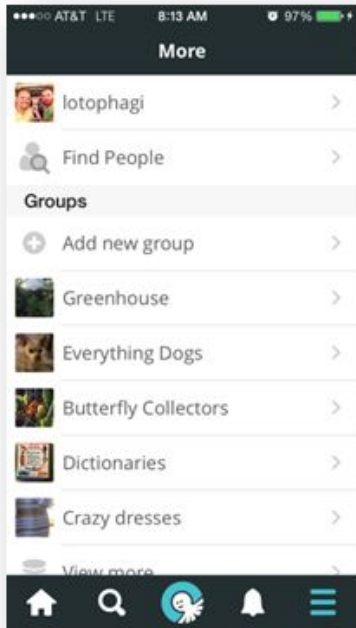 AT&T LTE 8:13 AM 97%
More
lotophagi
Find People
Groups
Add new group
Greenhouse
Everything Dogs
Butterfly Collectors
Dictionaries
Crazy dresses
View more